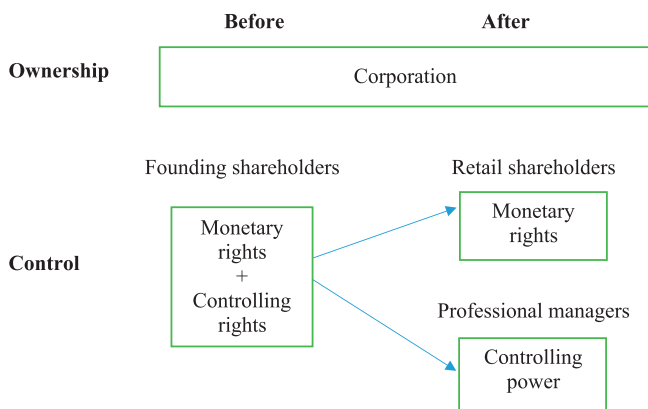 Before After
Ownership
Corporation
Founding shareholders
Retail shareholders
Control
Monetary
rights
+
Controlling
rights
Monetary
rights
Professional managers
Controlling
power